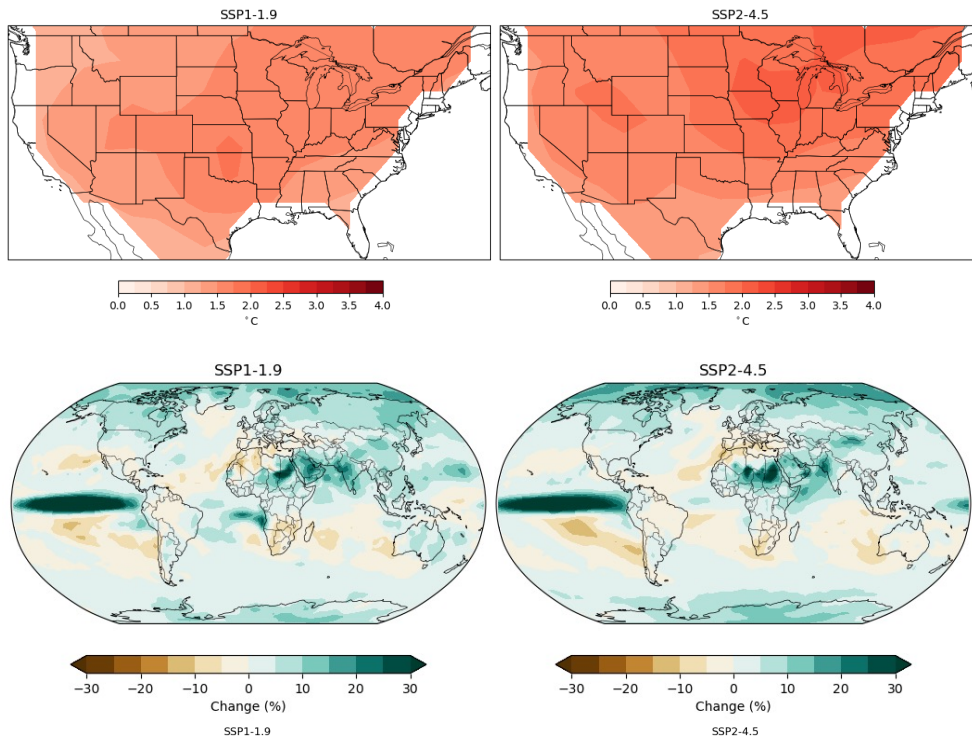 SSP1-1.9 SSP2-4.5
0.0 0.5 1.0 1.5 2.0 2.5 3.0 3.5 4.0 0.0 0.5 1.0 1.5 2.0 2.5 3.0 3.5 4.0
°C °C
SSP1-1.9 SSP2-4.5
−30 −20 −10 0 10 20 30 −30 −20 −10 0 10 20 30
Change (%) Change (%)
SSP1-1.9 SSP2-4.5